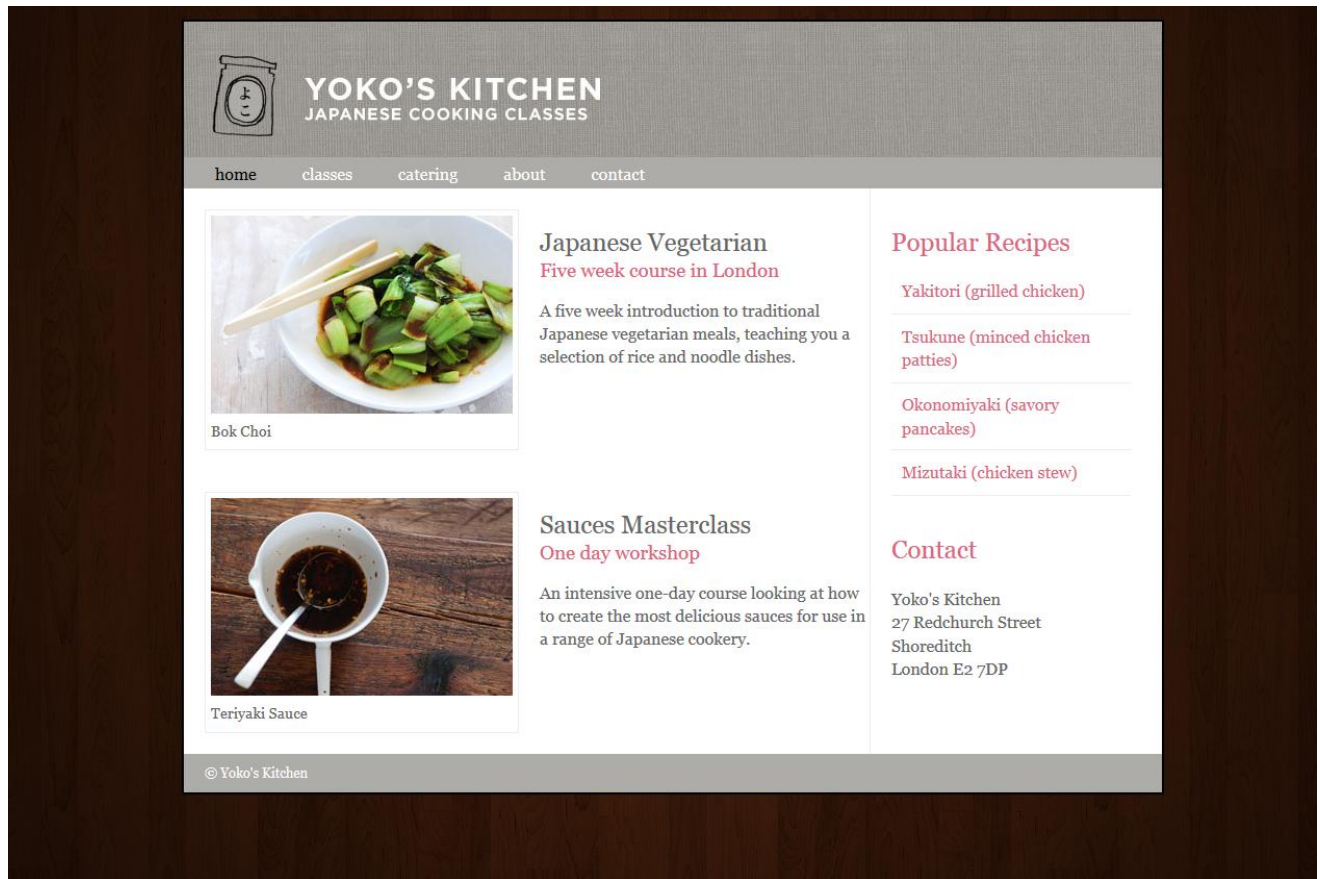 よこ
YOKO'S KITCHEN
JAPANESE COOKING CLASSES
home classes catering about contact
Japanese Vegetarian
Five week course in London
A five week introduction to traditional
Japanese vegetarian meals, teaching you a
selection of rice and noodle dishes.
Bok Choi
Sauces Masterclass
One day workshop
An intensive one-day course looking at how
to create the most delicious sauces for use in
a range of Japanese cookery.
Teriyaki Sauce
Popular Recipes
Yakitori (grilled chicken)
Tsukune (minced chicken
patties)
Okonomiyaki (savory
pancakes)
Mizutaki (chicken stew)
Contact
Yoko's Kitchen
27 Redchurch Street
Shoreditch
London E2 7DP
© Yoko's Kitchen